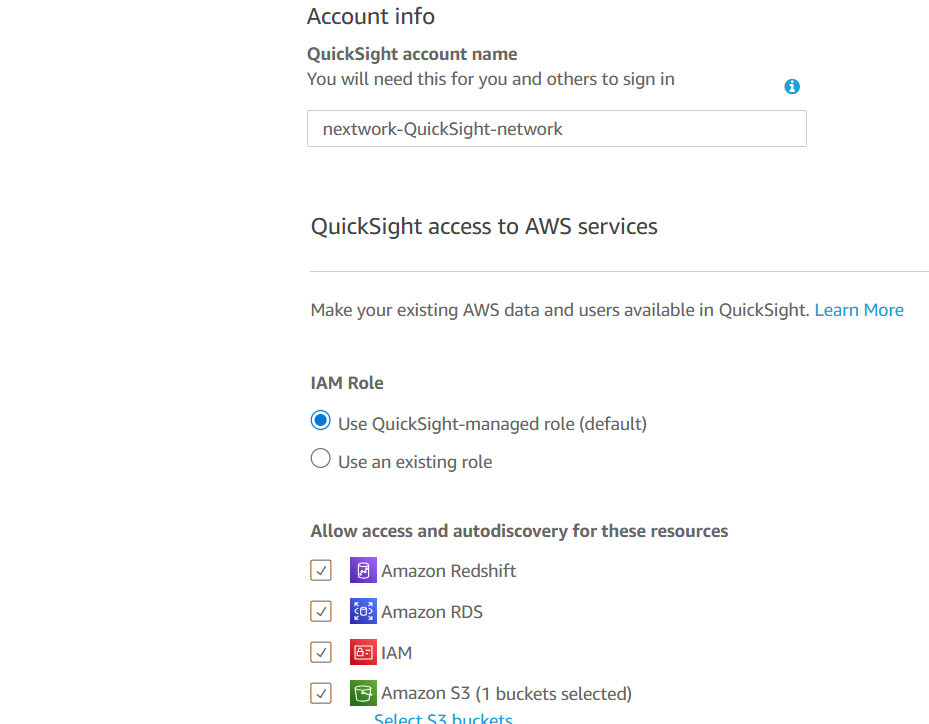 Account info
QuickSight account name
You will need this for you and others to sign in
nextwork-QuickSight-network
QuickSight access to AWS services
Make your existing AWS data and users available in QuickSight. Learn More
IAM Role
Use QuickSight-managed role (default)
Use an existing role
Allow access and autodiscovery for these resources
Amazon Redshift
Amazon RDS
IAM
Amazon S3 (1 buckets selected)
Select S3 buckets